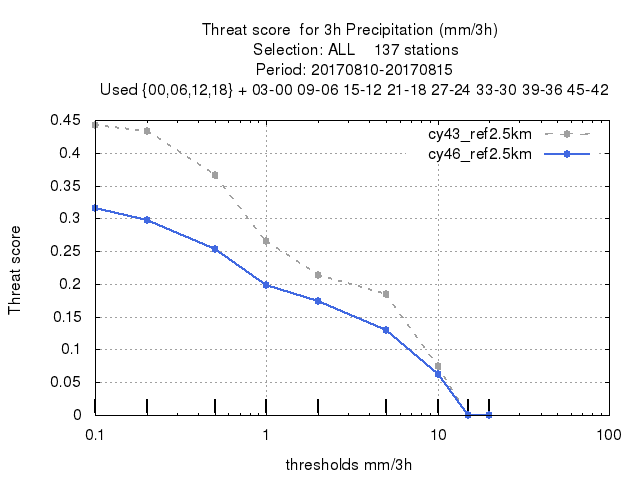 Threat score  for 3h Precipitation (mm/3h)
Selection: ALL    137 stations
Period: 20170810-20170815
Used {00,06,12,18} + 03-00 09-06 15-12 21-18 27-24 33-30 39-36 45-42
cy43_ref2.5km
cy46_ref2.5km
0.45
0.4
0.35
0.3
0.25
0.2
0.15
0.1
0.05
0
Threat score
0.1 1 10 100
thresholds mm/3h